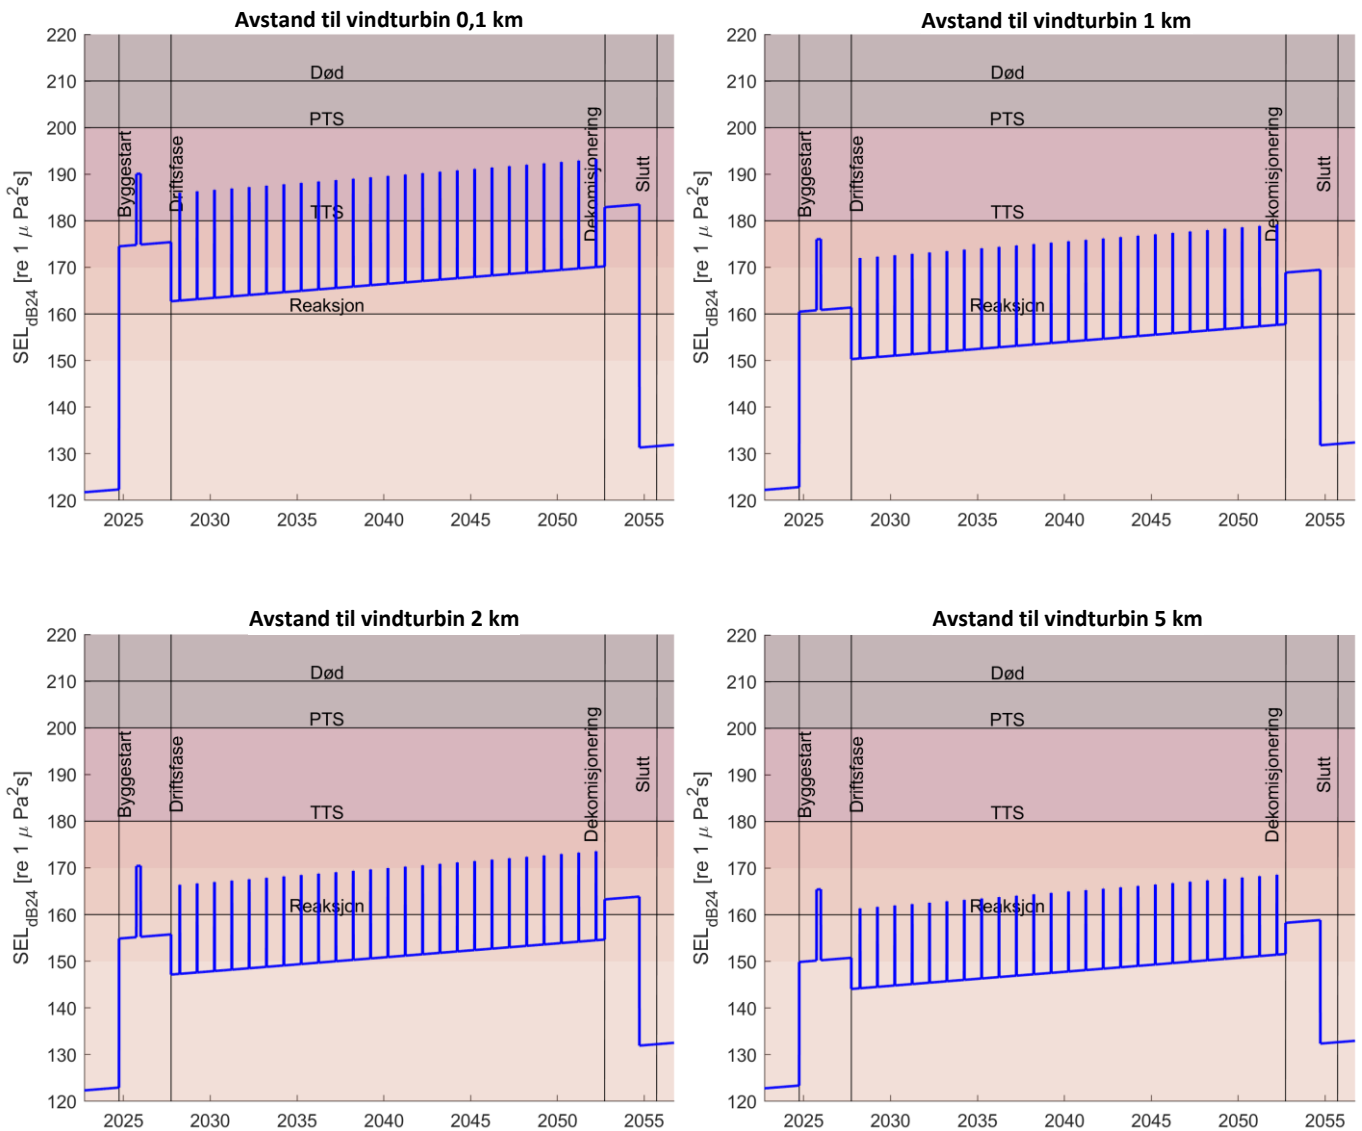 Avstand til vindturbin 0,1 km
220
210
200
190
180
170
160
150
140
130
120
SEL_dB24 [re 1 μ Pa²s]
Død
PTS
TTS
Reaksjon
Byggestart
Driftsfase
Dekomisjonering
Slutt
2025 2030 2035 2040 2045 2050 2055
Avstand til vindturbin 1 km
220
210
200
190
180
170
160
150
140
130
120
SEL_dB24 [re 1 μ Pa²s]
Død
PTS
TTS
Reaksjon
Byggestart
Driftsfase
Dekomisjonering
Slutt
2025 2030 2035 2040 2045 2050 2055
Avstand til vindturbin 2 km
220
210
200
190
180
170
160
150
140
130
120
SEL_dB24 [re 1 μ Pa²s]
Død
PTS
TTS
Reaksjon
Byggestart
Driftsfase
Dekomisjonering
Slutt
2025 2030 2035 2040 2045 2050 2055
Avstand til vindturbin 5 km
220
210
200
190
180
170
160
150
140
130
120
SEL_dB24 [re 1 μ Pa²s]
Død
PTS
TTS
Reaksjon
Byggestart
Driftsfase
Dekomisjonering
Slutt
2025 2030 2035 2040 2045 2050 2055